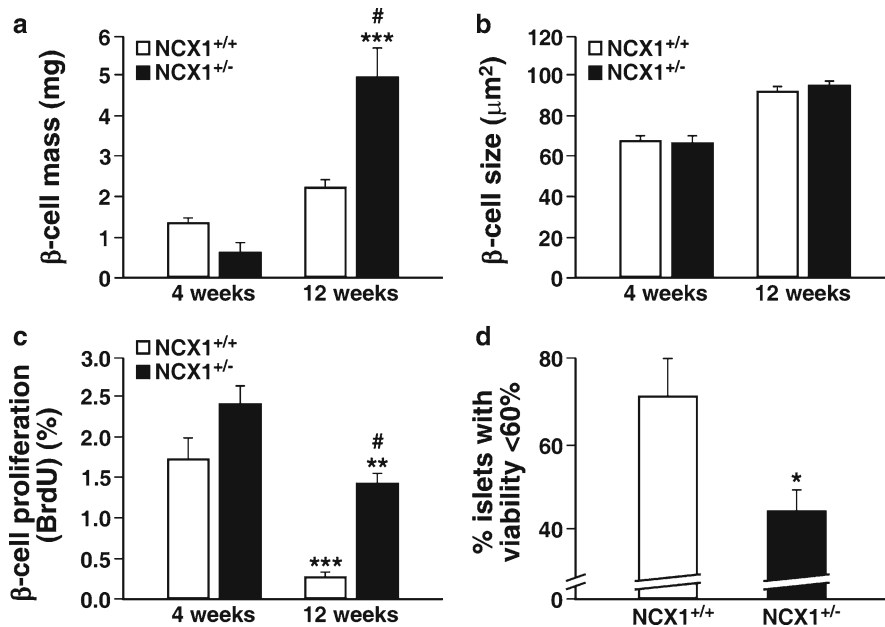 a
β-cell mass (mg)
6
5
4
3
2
1
0
NCX1+/+
NCX1+/-
#
***
4 weeks
12 weeks
b
β-cell size (μm2)
120
100
80
60
40
20
0
NCX1+/+
NCX1+/-
4 weeks
12 weeks
c
β-cell proliferation
(BrdU) (%)
3.0
2.5
2.0
1.5
1.0
0.5
0.0
NCX1+/+
NCX1+/-
***
#
**
4 weeks
12 weeks
d
% islets with
viability <60%
80
60
40
0
*
NCX1+/+
NCX1+/-